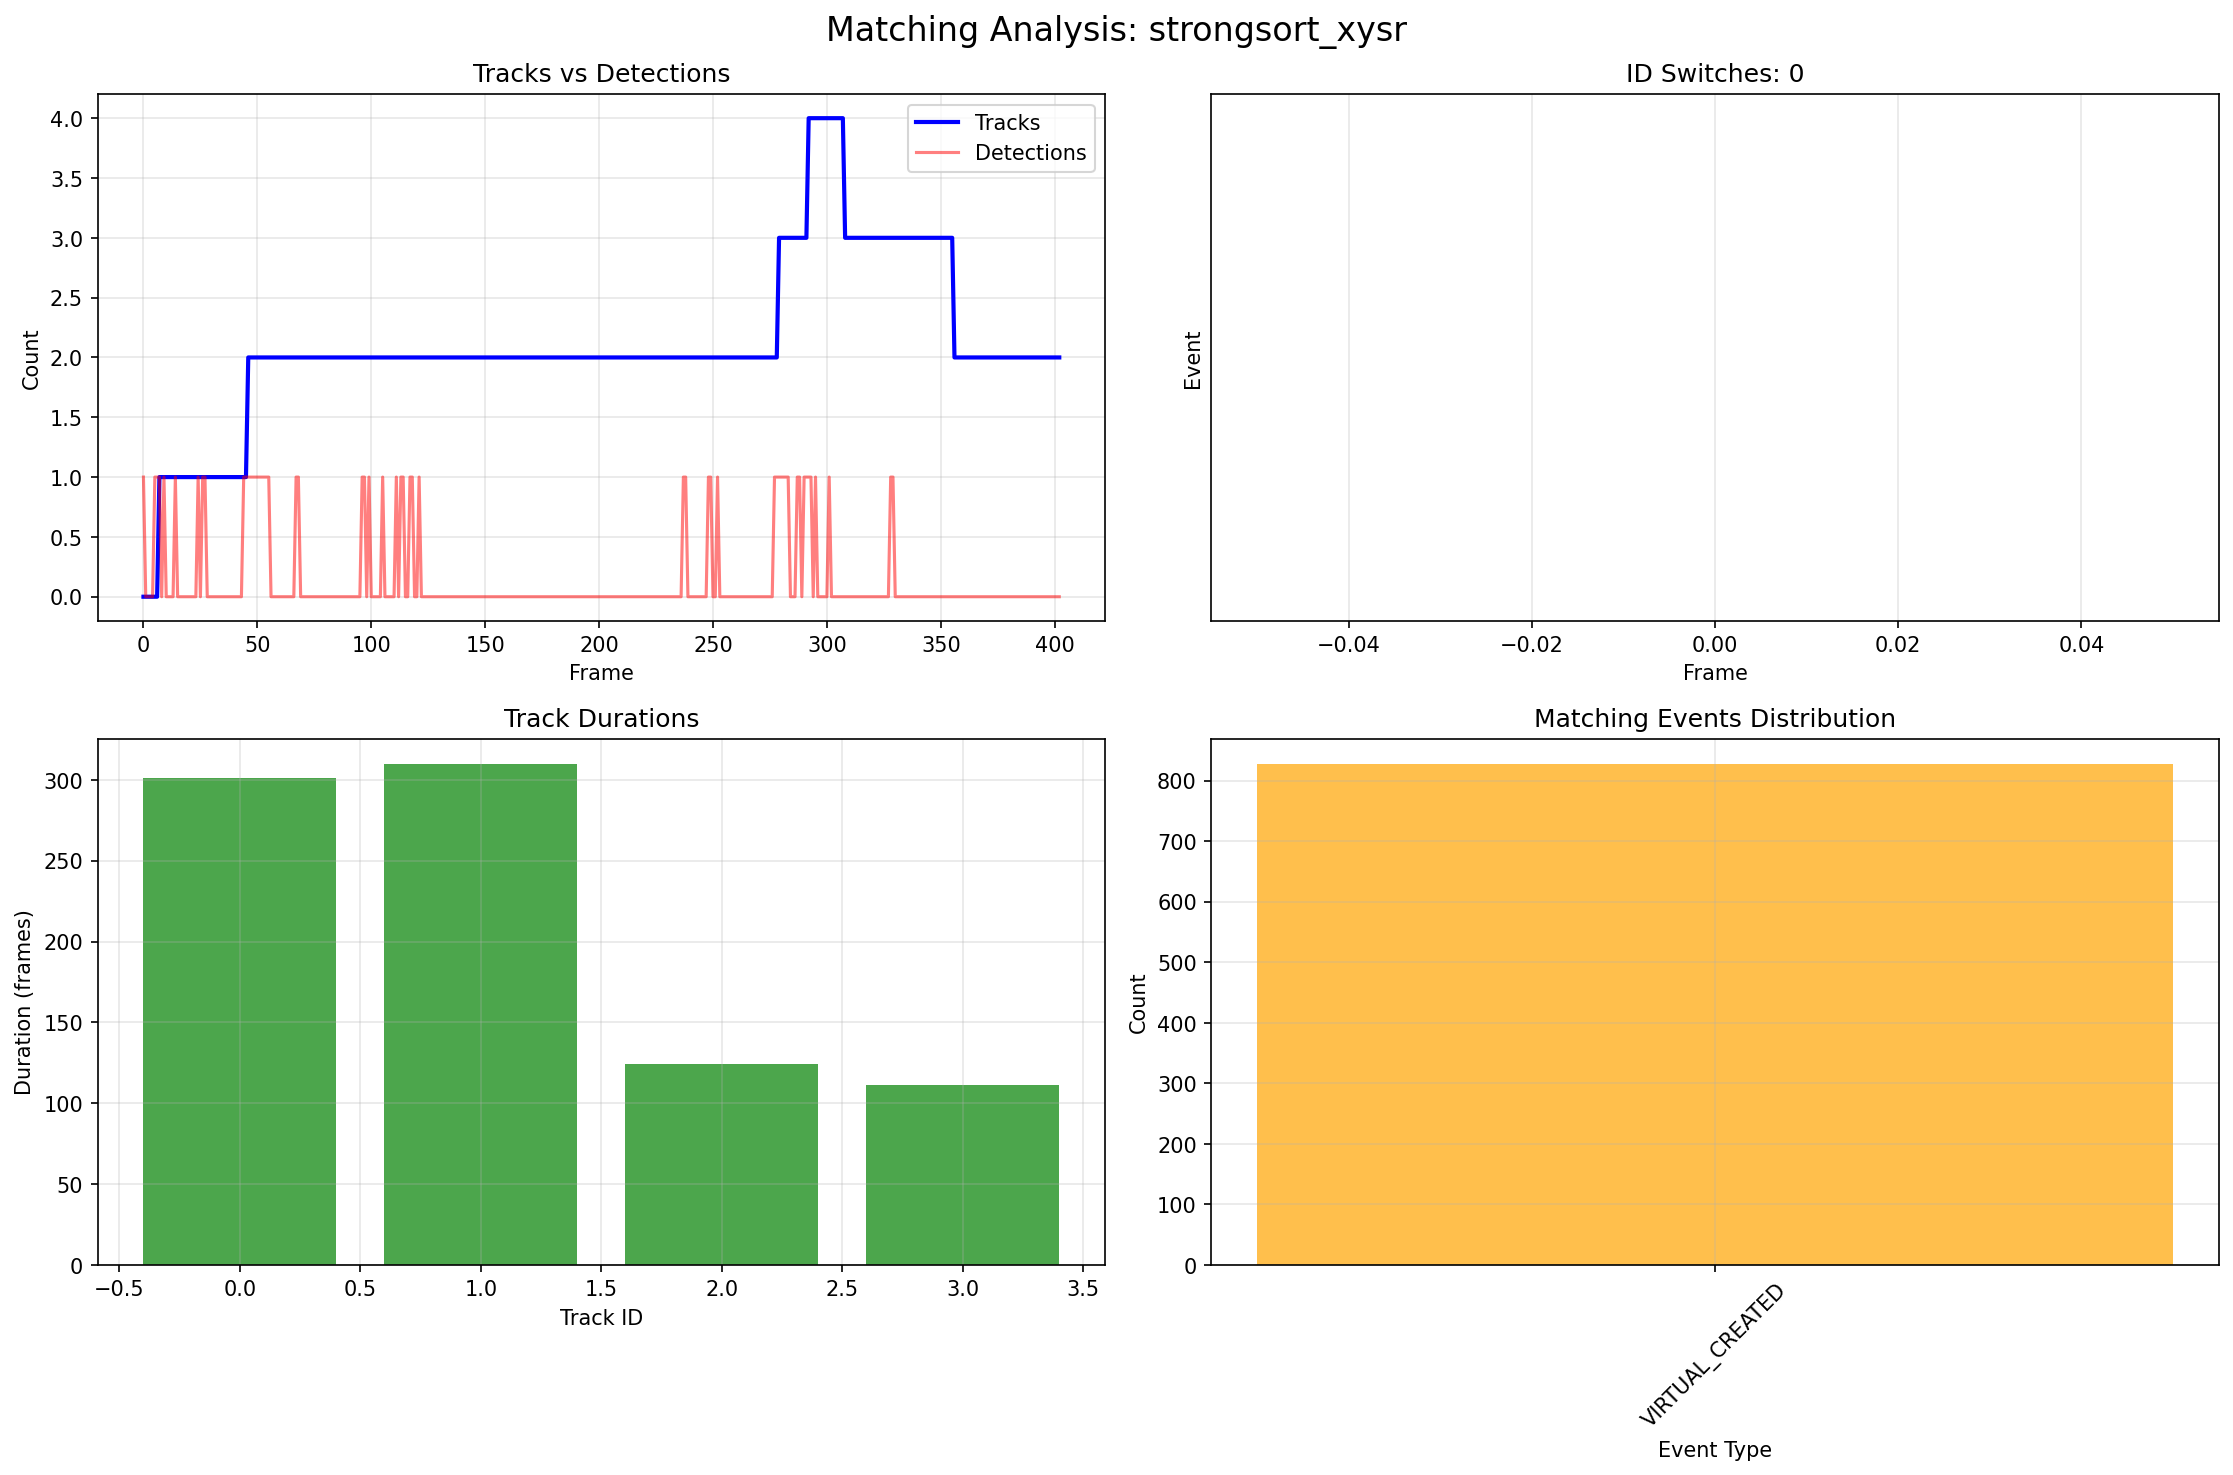 Matching Analysis: strongsort_xysr
Tracks vs Detections
4.0
3.5
3.0
2.5
2.0
1.5
1.0
0.5
0.0
Count
Tracks
Detections
0 50 100 150 200 250 300 350 400
Frame
ID Switches: 0
Event
−0.04 −0.02 0.00 0.02 0.04
Frame
Track Durations
300
250
200
150
100
50
0
Duration (frames)
−0.5 0.0 0.5 1.0 1.5 2.0 2.5 3.0 3.5
Track ID
Matching Events Distribution
800
700
600
500
400
300
200
100
0
Count
VIRTUAL_CREATED
Event Type